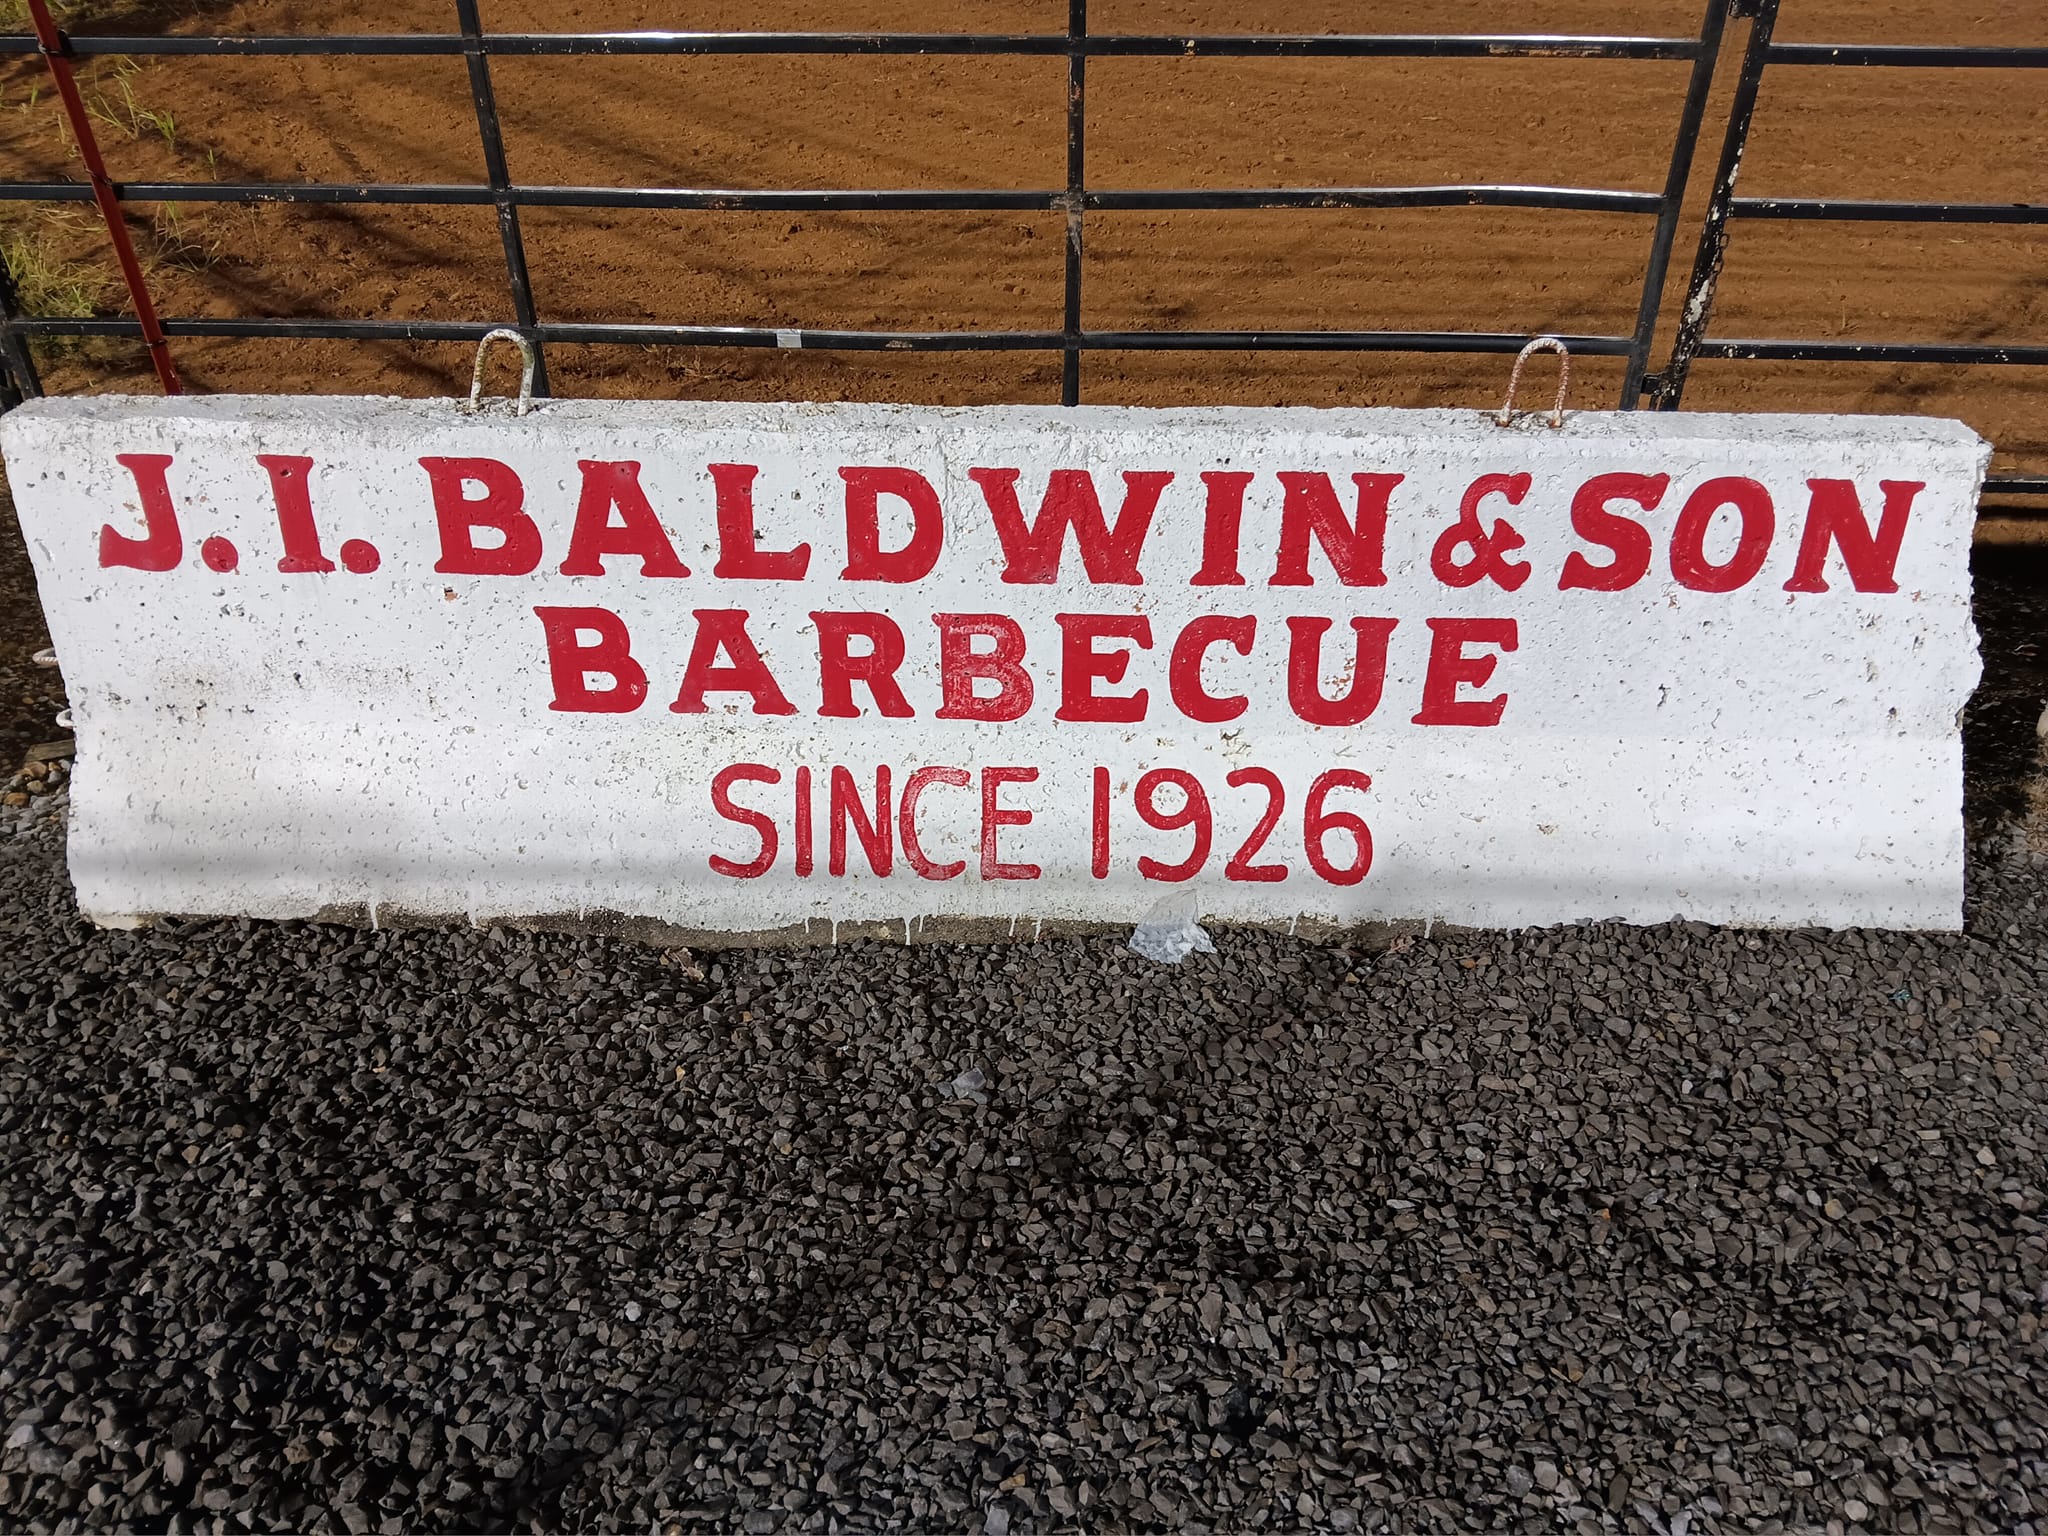 J.I. BALDWIN & SON
BARBECUE
SINCE 1926